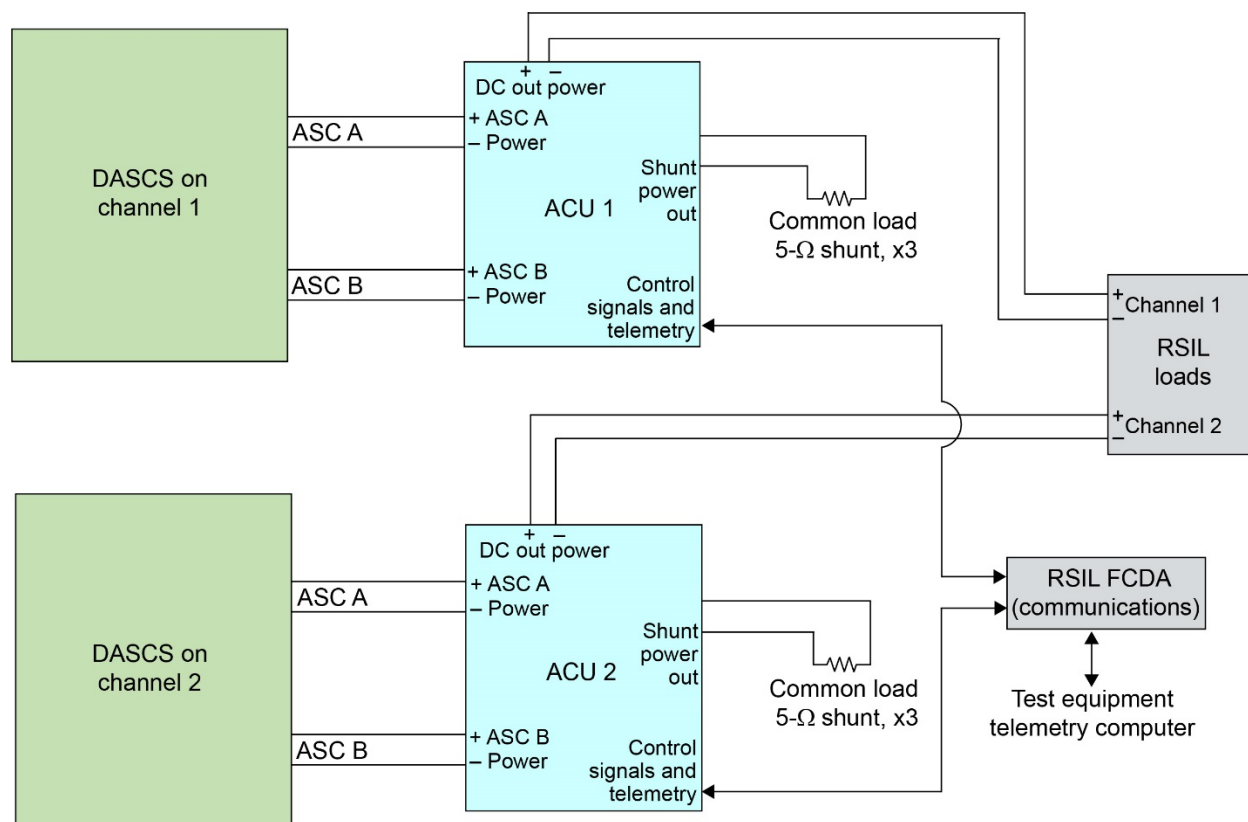 DASCS on
channel 1
ASC A
ASC B
+ –
DC out power
+ ASC A
– Power
Shunt
power
out
ACU 1
+ ASC B
– Power
Control
signals and
telemetry
Common load
5-Ω shunt, x3
+ Channel 1
–
RSIL
loads
+ Channel 2
–
DASCS on
channel 2
ASC A
ASC B
+ –
DC out power
+ ASC A
– Power
Shunt
power
out
ACU 2
+ ASC B
– Power
Control
signals and
telemetry
Common load
5-Ω shunt, x3
RSIL FCDA
(communications)
Test equipment
telemetry computer